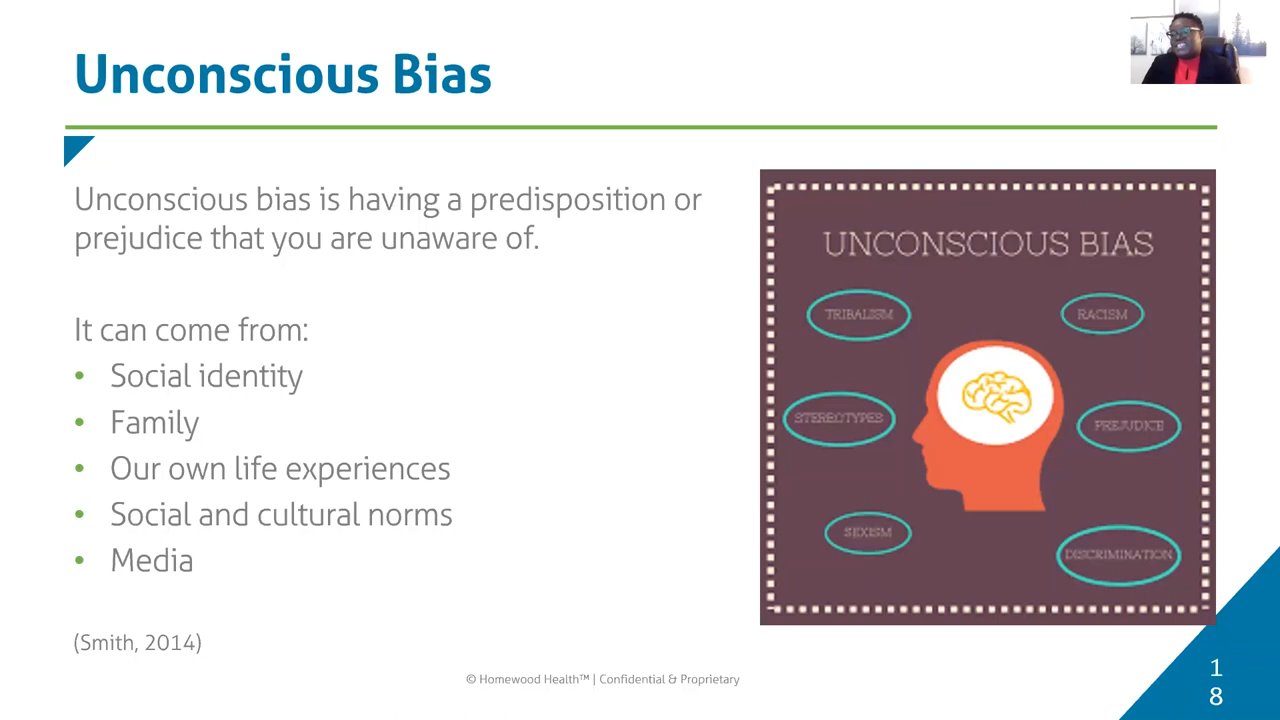 Unconscious Bias
Unconscious bias is having a predisposition or
prejudice that you are unaware of.
It can come from:
• Social identity
• Family
• Our own life experiences
• Social and cultural norms
• Media
(Smith, 2014)
UNCONSCIOUS BIAS
TRIBALISM
RACISM
STEREOTYPES
PREJUDICE
SEXISM
DISCRIMINATION
© Homewood Health™ | Confidential & Proprietary
1
8